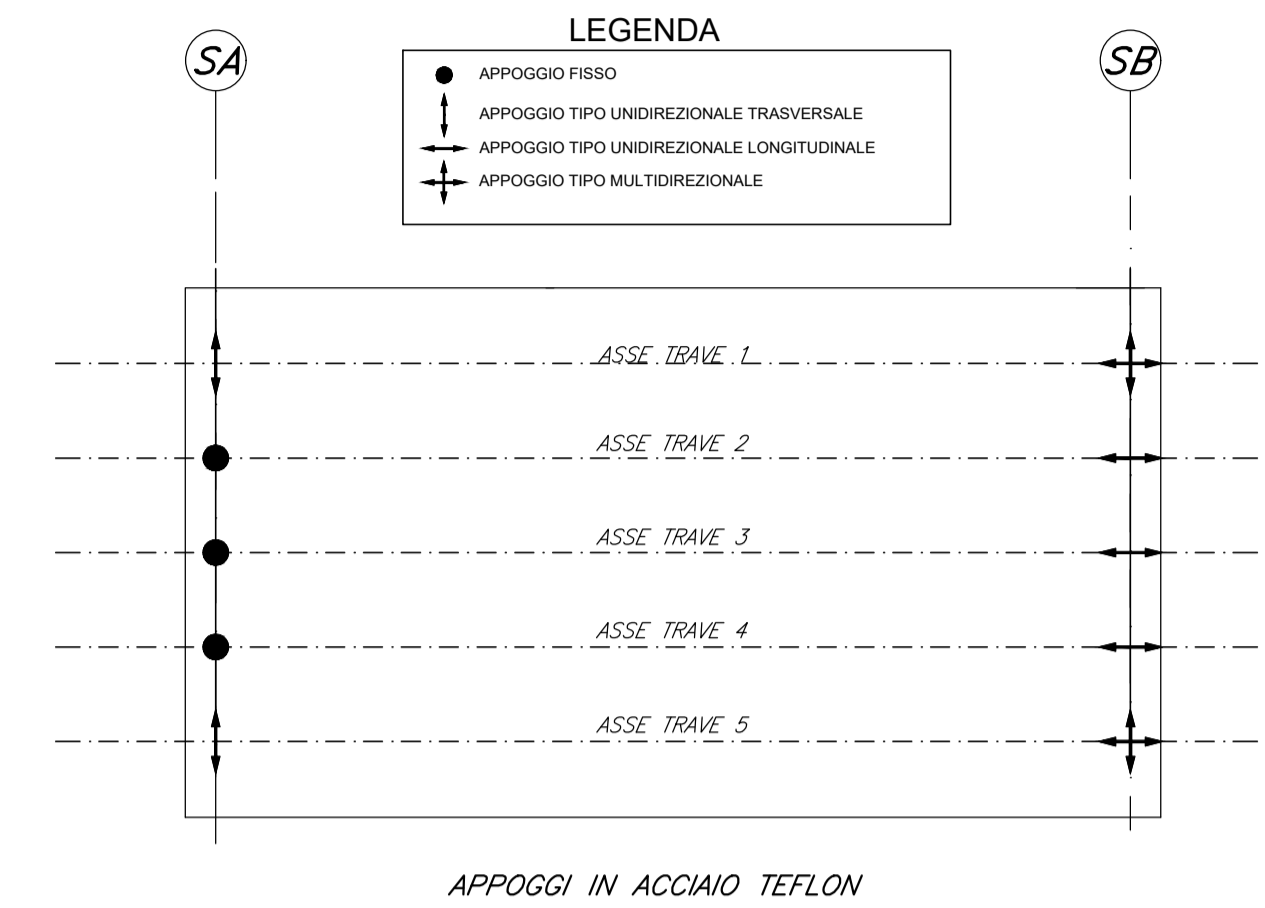 LEGENDA
SA
SB
APPOGGIO FISSO
APPOGGIO TIPO UNIDIREZIONALE TRASVERSALE
APPOGGIO TIPO UNIDIREZIONALE LONGITUDINALE
APPOGGIO TIPO MULTIDIREZIONALE
ASSE TRAVE 1
ASSE TRAVE 2
ASSE TRAVE 3
ASSE TRAVE 4
ASSE TRAVE 5
APPOGGI IN ACCIAIO TEFLON